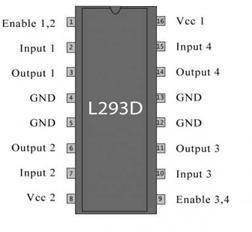 Enable 1,2 1 16 Vcc 1
Input 1 2 15 Input 4
Output 1 3 14 Output 4
GND 4 13 GND
L293D
GND 5 12 GND
Output 2 6 11 Output 3
Input 2 7 10 Input 3
Vcc 2 8 9 Enable 3,4